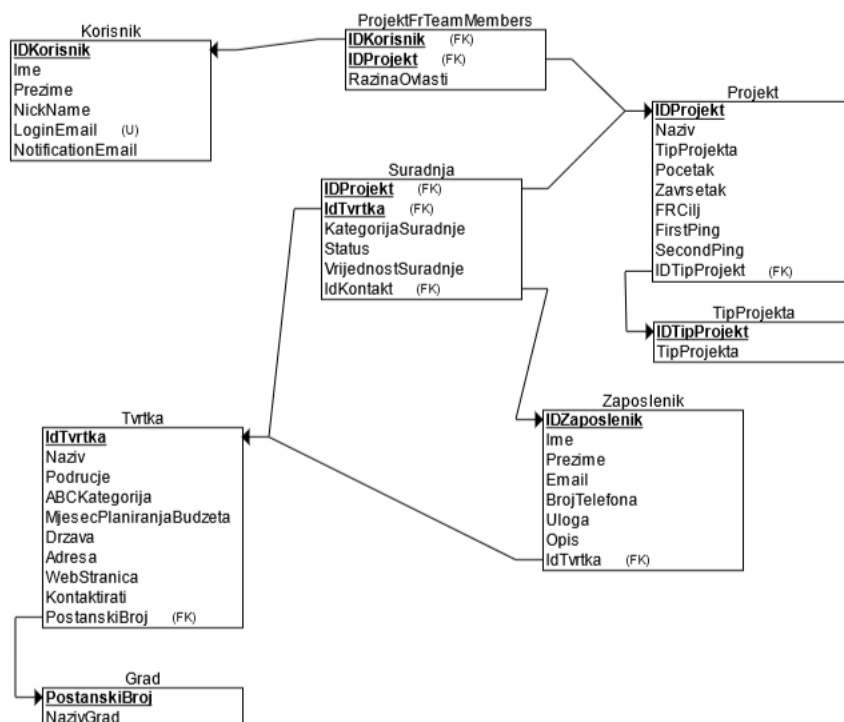 Korisnik
IDKorisnik
Ime
Prezime
NickName
LoginEmail (U)
NotificationEmail
ProjektFrTeamMembers
IDKorisnik (FK)
IDProjekt (FK)
RazinaOvlasti
Projekt
IDProjekt
Naziv
TipProjekta
Pocetak
Zavrsetak
FRCilj
FirstPing
SecondPing
IDTipProjekt (FK)
Suradnja
IDProjekt (FK)
IdTvrtka (FK)
KategorijaSuradnje
Status
VrijednostSuradnje
IdKontakt (FK)
TipProjekta
IDTipProjekt
TipProjekta
Tvrtka
IdTvrtka
Naziv
Podrucje
ABCKategorija
MjesecPlaniranjaBudzeta
Drzava
Adresa
WebStranica
Kontaktirati
PostanskiBroj (FK)
Zaposlenik
IDZaposlenik
Ime
Prezime
Email
BrojTelefona
Uloga
Opis
IdTvrtka (FK)
Grad
PostanskiBroj
NazivGrad